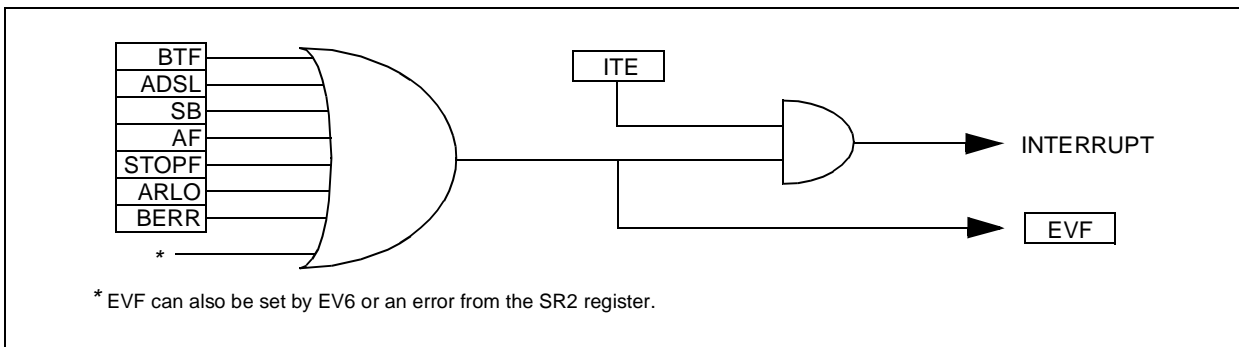 BTF
ADSL
SB
AF
STOPF
ARLO
BERR
*
ITE
INTERRUPT
EVF
* EVF can also be set by EV6 or an error from the SR2 register.